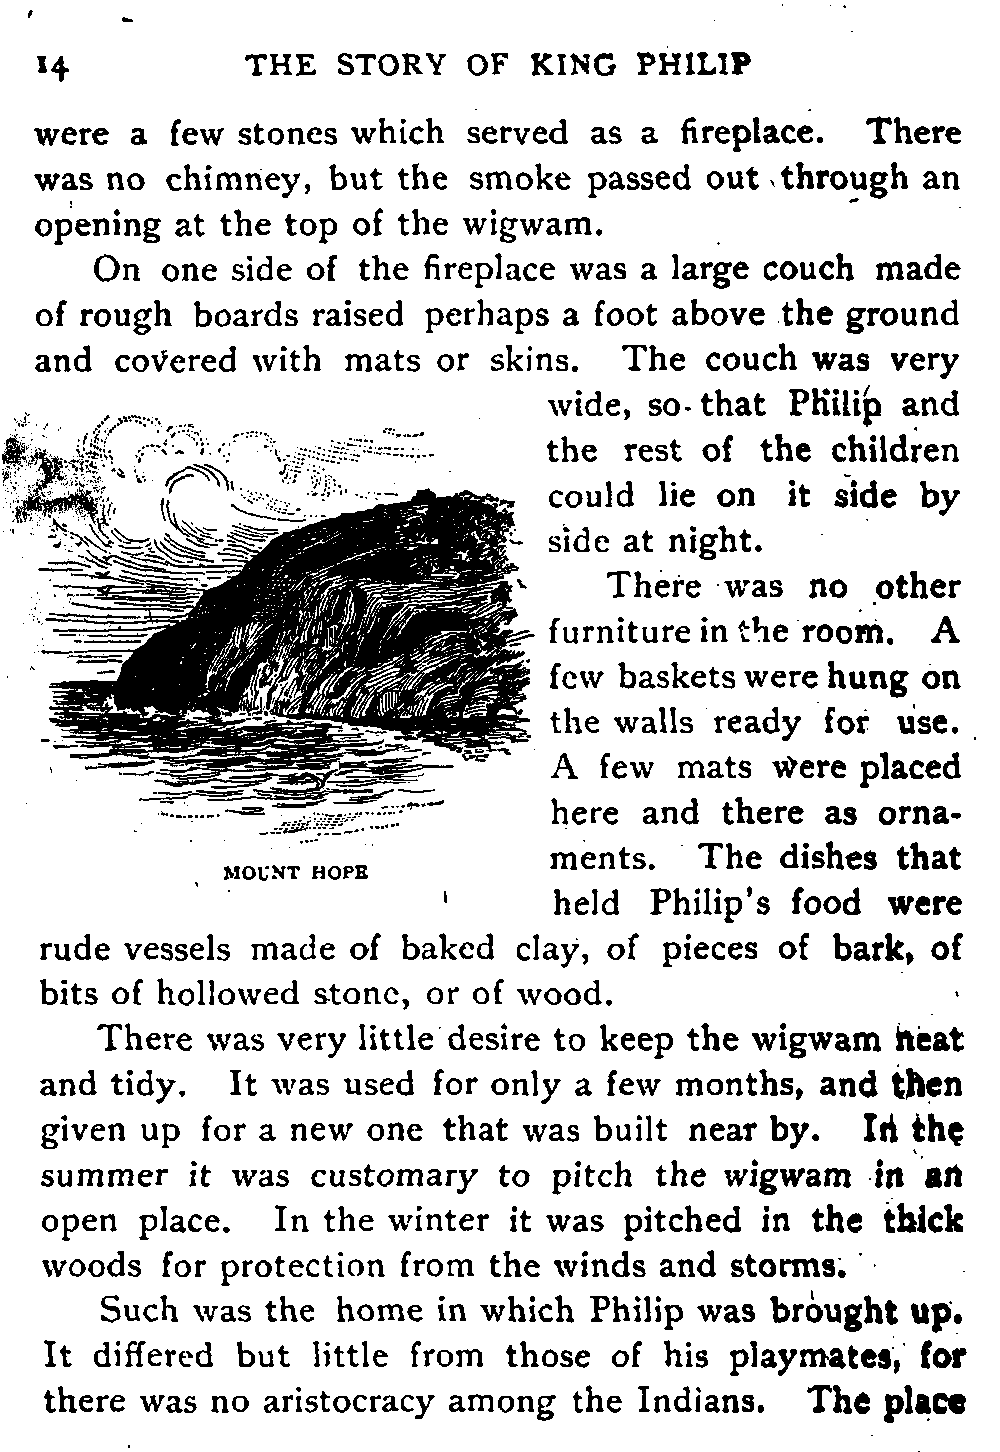 14 THE STORY OF KING PHILIP
were a few stones which served as a fireplace. There
was no chimney, but the smoke passed out through an
opening at the top of the wigwam.
On one side of the fireplace was a large couch made
of rough boards raised perhaps a foot above the ground
and covered with mats or skins. The couch was very
wide, so that Philip and
the rest of the children
could lie on it side by
side at night.
There was no other
furniture in the room. A
few baskets were hung on
the walls ready for use.
A few mats were placed
here and there as orna-
ments. The dishes that
held Philip's food were
MOUNT HOPE
rude vessels made of baked clay, of pieces of bark, of
bits of hollowed stone, or of wood.
There was very little desire to keep the wigwam neat
and tidy. It was used for only a few months, and then
given up for a new one that was built near by. In the
summer it was customary to pitch the wigwam in an
open place. In the winter it was pitched in the thick
woods for protection from the winds and storms.
Such was the home in which Philip was brought up.
It differed but little from those of his playmates, for
there was no aristocracy among the Indians. The place